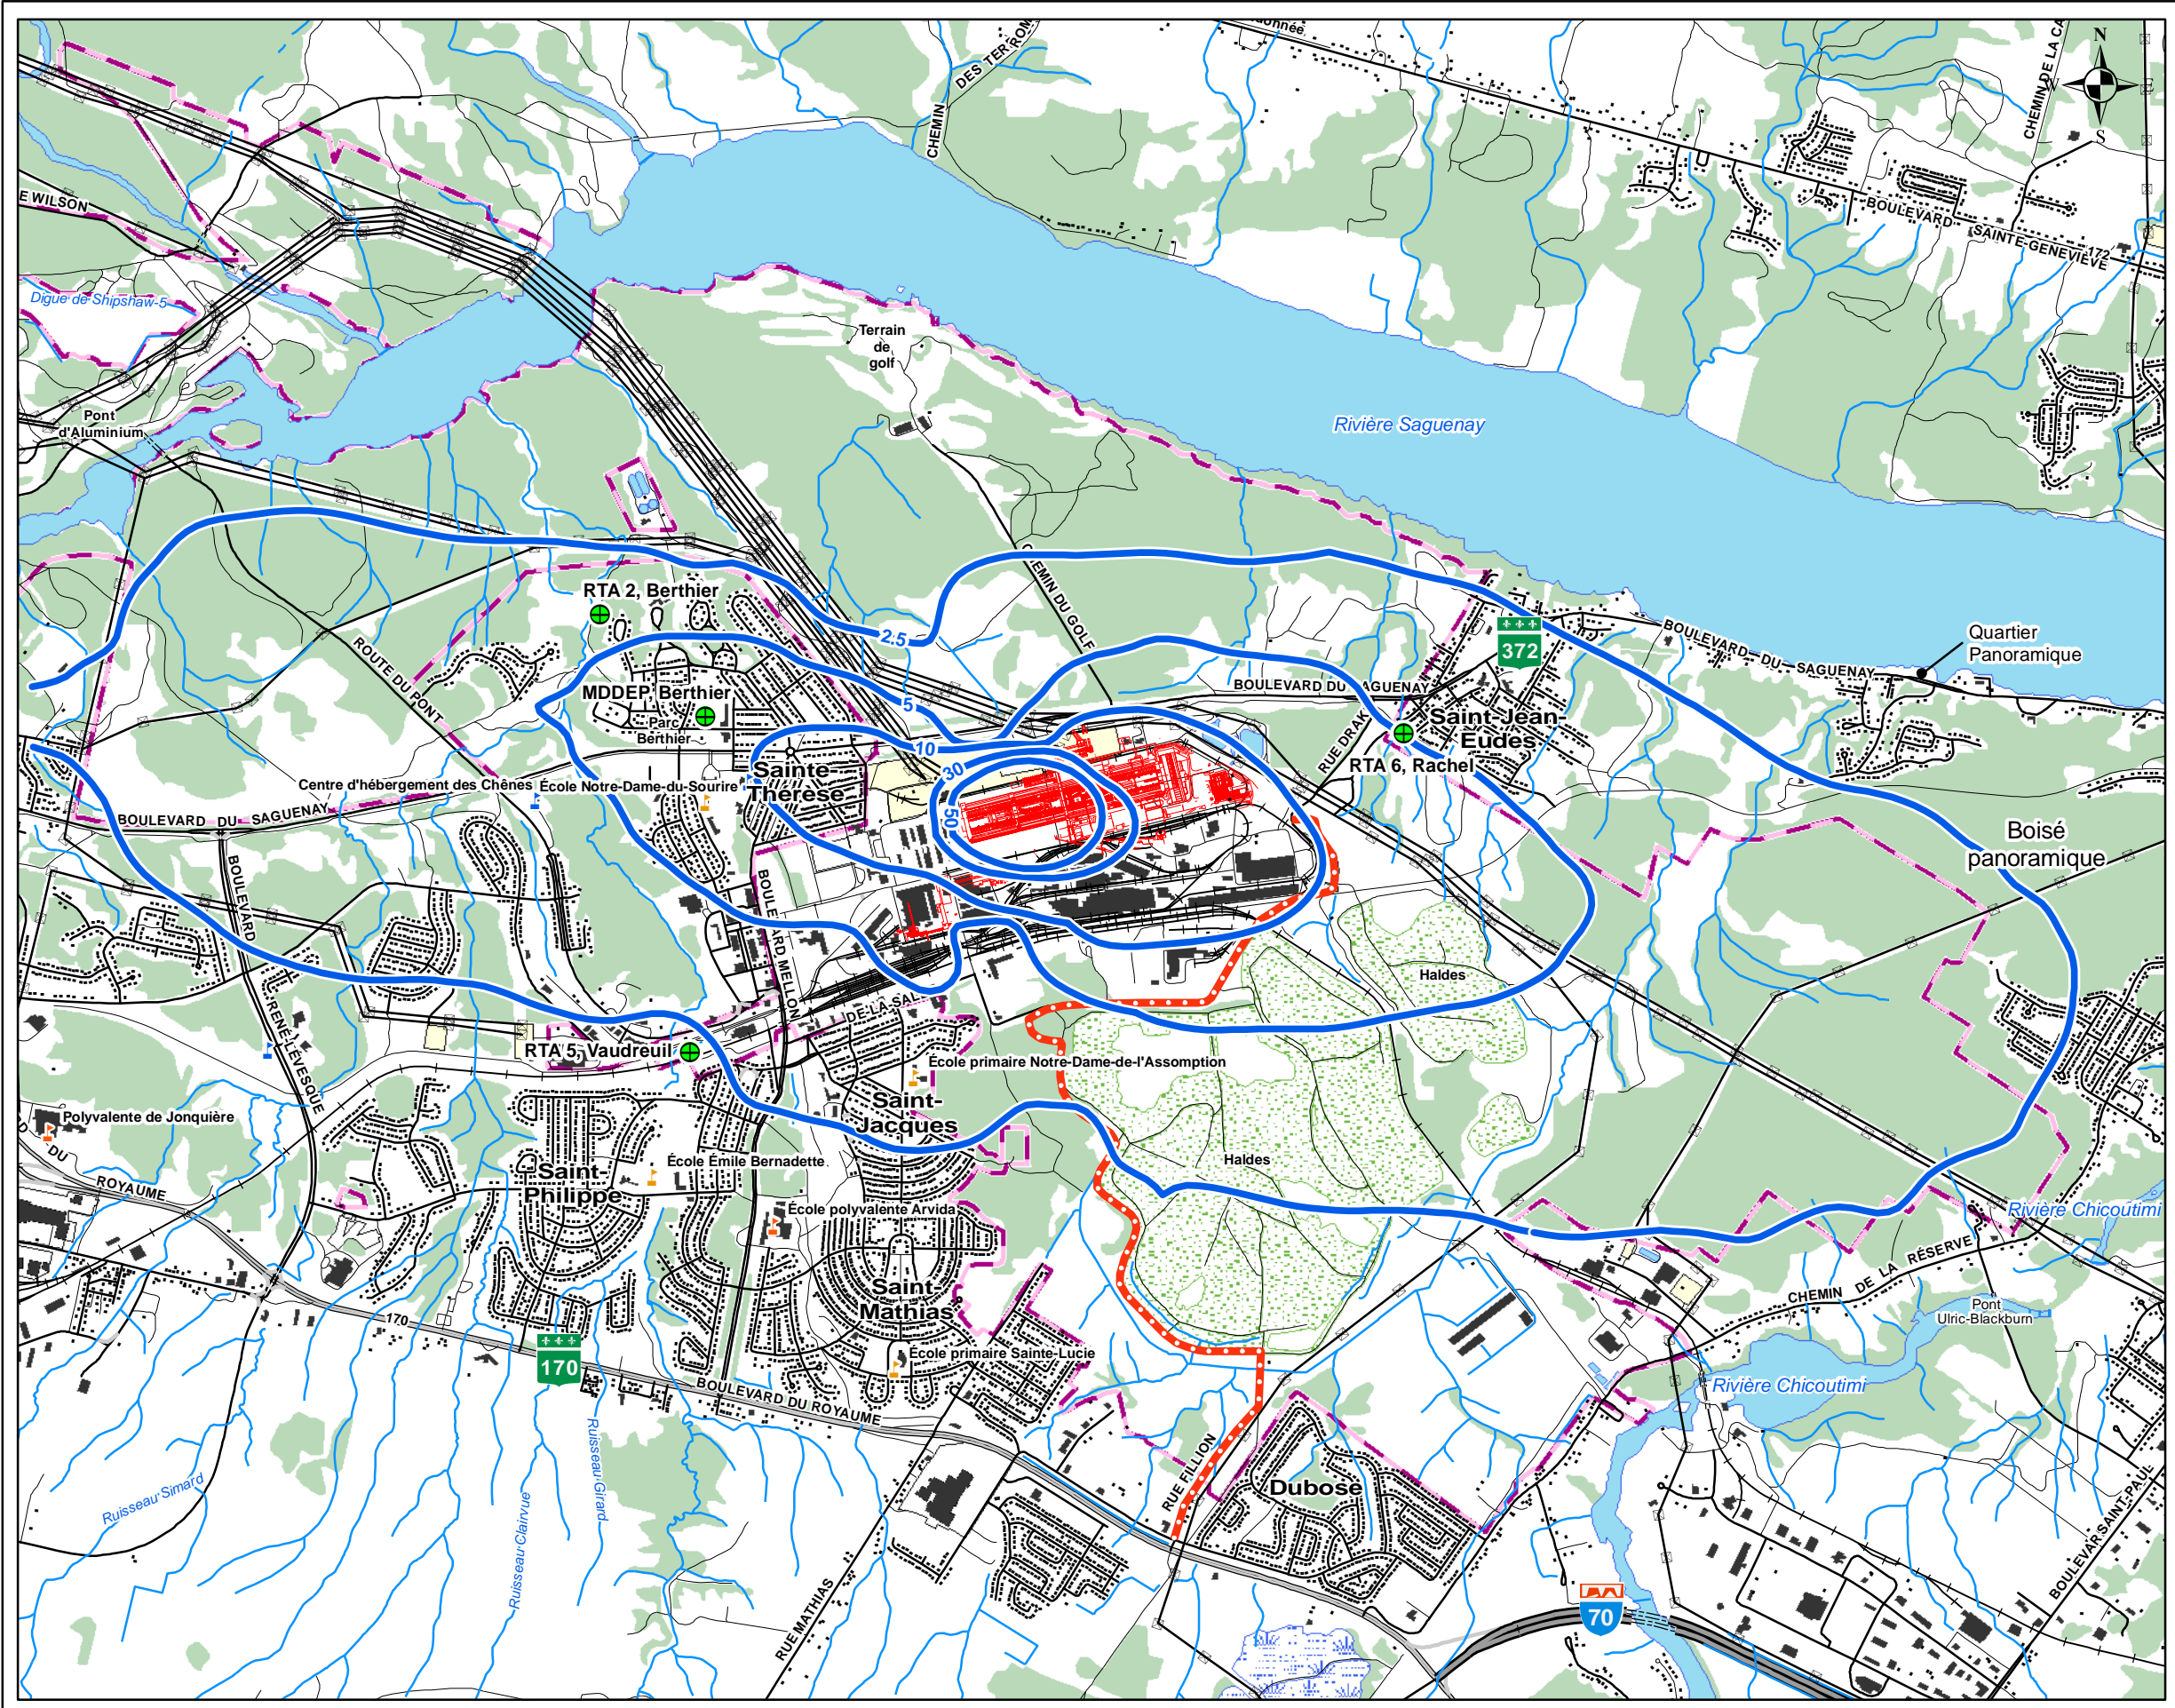 CHEMIN
DES TER
ROM
donnée
CHEMIN DE LA CA
N
E
S
E WILSON
BOULEVARD SAINTE-GENEVIÈVE
172
Digue de Shipshaw-5
Terrain
de
golf
Pont
d'Aluminium
Rivière Saguenay
CHEMIN DU GOLF
RTA 2, Berthier
2.5
372
BOULEVARD DU SAGUENAY
Quartier
Panoramique
ROUTE DU PONT
MDDEP, Berthier
Parc
Berthier
5
BOULEVARD DU SAGUENAY
RUE DRAK
Saint-Jean-
Eudes
RTA 6, Rachel
10
30
50
Sainte
Thérèse
Centre d'hébergement des Chênes
École Notre-Dame-du-Sourire
BOULEVARD DU SAGUENAY
Boisé
panoramique
BOULEVARD
RENÉ-LÉVESQUE
BOULEVARD MELLON
Haldes
DE LA SAL
RTA 5, Vaudreuil
École primaire Notre-Dame-de-l'Assomption
Saint-
Jacques
Polyvalente de Jonquière
DU
ROYAUME
École Émile Bernadette
Saint-
Philippe
Haldes
École polyvalente Arvida
Rivière Chicoutimi
CHEMIN DE LA RÉSERVE
Saint
Mathias
Pont
Ulric-Blackburn
170
170
École primaire Sainte-Lucie
BOULEVARD DU ROYAUME
Rivière Chicoutimi
Ruisseau Simard
Ruisseau Clairvue
Ruisseau Girard
RUE FILLION
Dubose
RUE MATHIAS
70
BOULEVAR SAINT-PAUL